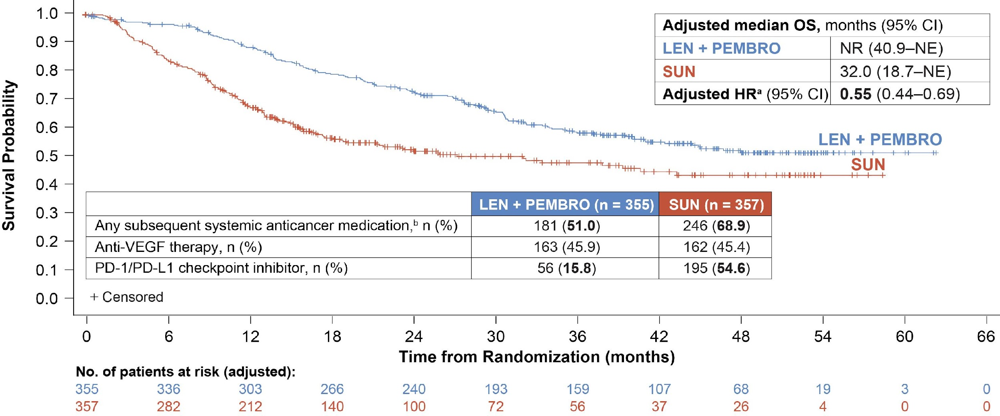 Adjusted median OS, months (95% CI)
LEN + PEMBRO NR (40.9–NE)
SUN 32.0 (18.7–NE)
Adjusted HRᵃ (95% CI) 0.55 (0.44–0.69)
Survival Probability
1.0
0.9
0.8
0.7
0.6
0.5
0.4
0.3
0.2
0.1
0.0
LEN + PEMBRO
SUN
LEN + PEMBRO (n = 355) SUN (n = 357)
Any subsequent systemic anticancer medication,ᵇ n (%) 181 (51.0) 246 (68.9)
Anti-VEGF therapy, n (%) 163 (45.9) 162 (45.4)
PD-1/PD-L1 checkpoint inhibitor, n (%) 56 (15.8) 195 (54.6)
+ Censored
0 6 12 18 24 30 36 42 48 54 60 66
Time from Randomization (months)
No. of patients at risk (adjusted):
355 336 303 266 240 193 159 107 68 19 3 0
357 282 212 140 100 72 56 37 26 4 0 0